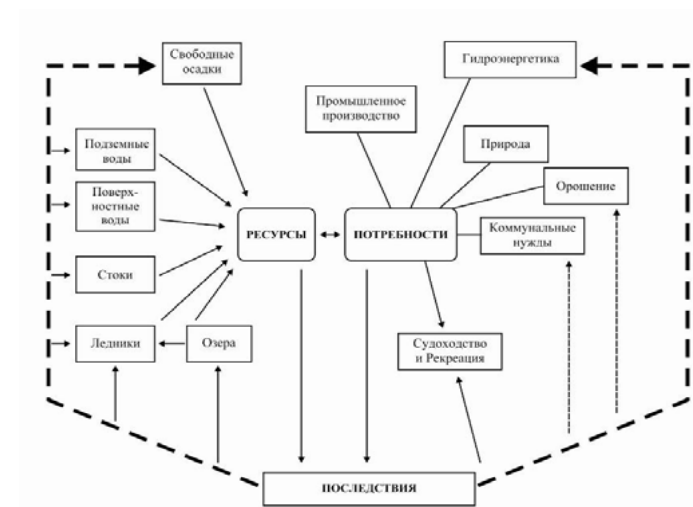 Свободные
осадки
Гидроэнергетика
Промышленное
производство
Подземные
воды
Природа
Поверх-
ностные
воды
Орошение
РЕСУРСЫ
ПОТРЕБНОСТИ
Коммунальные
нужды
Стоки
Ледники
Озера
Судоходство
и Рекреация
ПОСЛЕДСТВИЯ